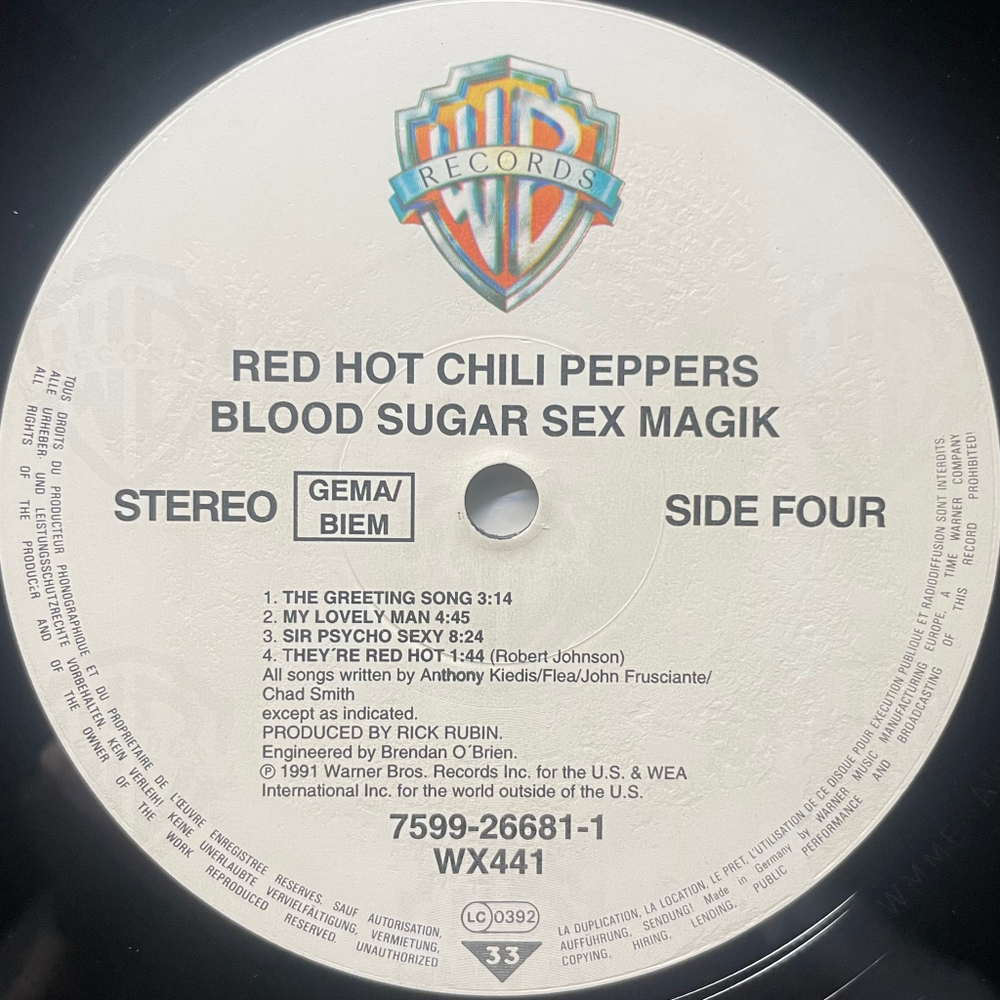 WB
RECORDS
RED HOT CHILI PEPPERS
BLOOD SUGAR SEX MAGIK
STEREO
GEMA/
BIEM
SIDE FOUR
1. THE GREETING SONG 3:14
2. MY LOVELY MAN 4:45
3. SIR PSYCHO SEXY 8:24
4. THEY´RE RED HOT 1:44 (Robert Johnson)
All songs written by Anthony Kiedis/Flea/John Frusciante/
Chad Smith
except as indicated.
PRODUCED BY RICK RUBIN.
Engineered by Brendan O´Brien.
℗ 1991 Warner Bros. Records Inc. for the U.S. & WEA
International Inc. for the world outside of the U.S.
7599-26681-1
WX441
LC 0392
33
TOUS DROITS DU PRODUCTEUR PHONOGRAPHIQUE ET DU PROPRIETAIRE DE L'ŒUVRE ENREGISTREE RESERVES. SAUF AUTORISATION,
ALLE URHEBER- UND LEISTUNGSSCHUTZRECHTE VORBEHALTEN. KEIN VERLEIH! KEINE UNERLAUBTE VERVIELFÄLTIGUNG, VERMIETUNG,
ALL RIGHTS OF THE PRODUCER AND OF THE OWNER OF THE WORK REPRODUCED RESERVED. UNAUTHORIZED
LA DUPLICATION, LA LOCATION, LE PRET, L'UTILISATION DE CE DISQUE POUR EXECUTION PUBLIQUE ET RADIODIFFUSION SONT INTERDITS.
AUFFÜHRUNG, SENDUNG! Made in Germany by WARNER MUSIC MANUFACTURING EUROPE, A TIME WARNER COMPANY
COPYING, HIRING, LENDING, PUBLIC PERFORMANCE AND BROADCASTING OF THIS RECORD PROHIBITED!